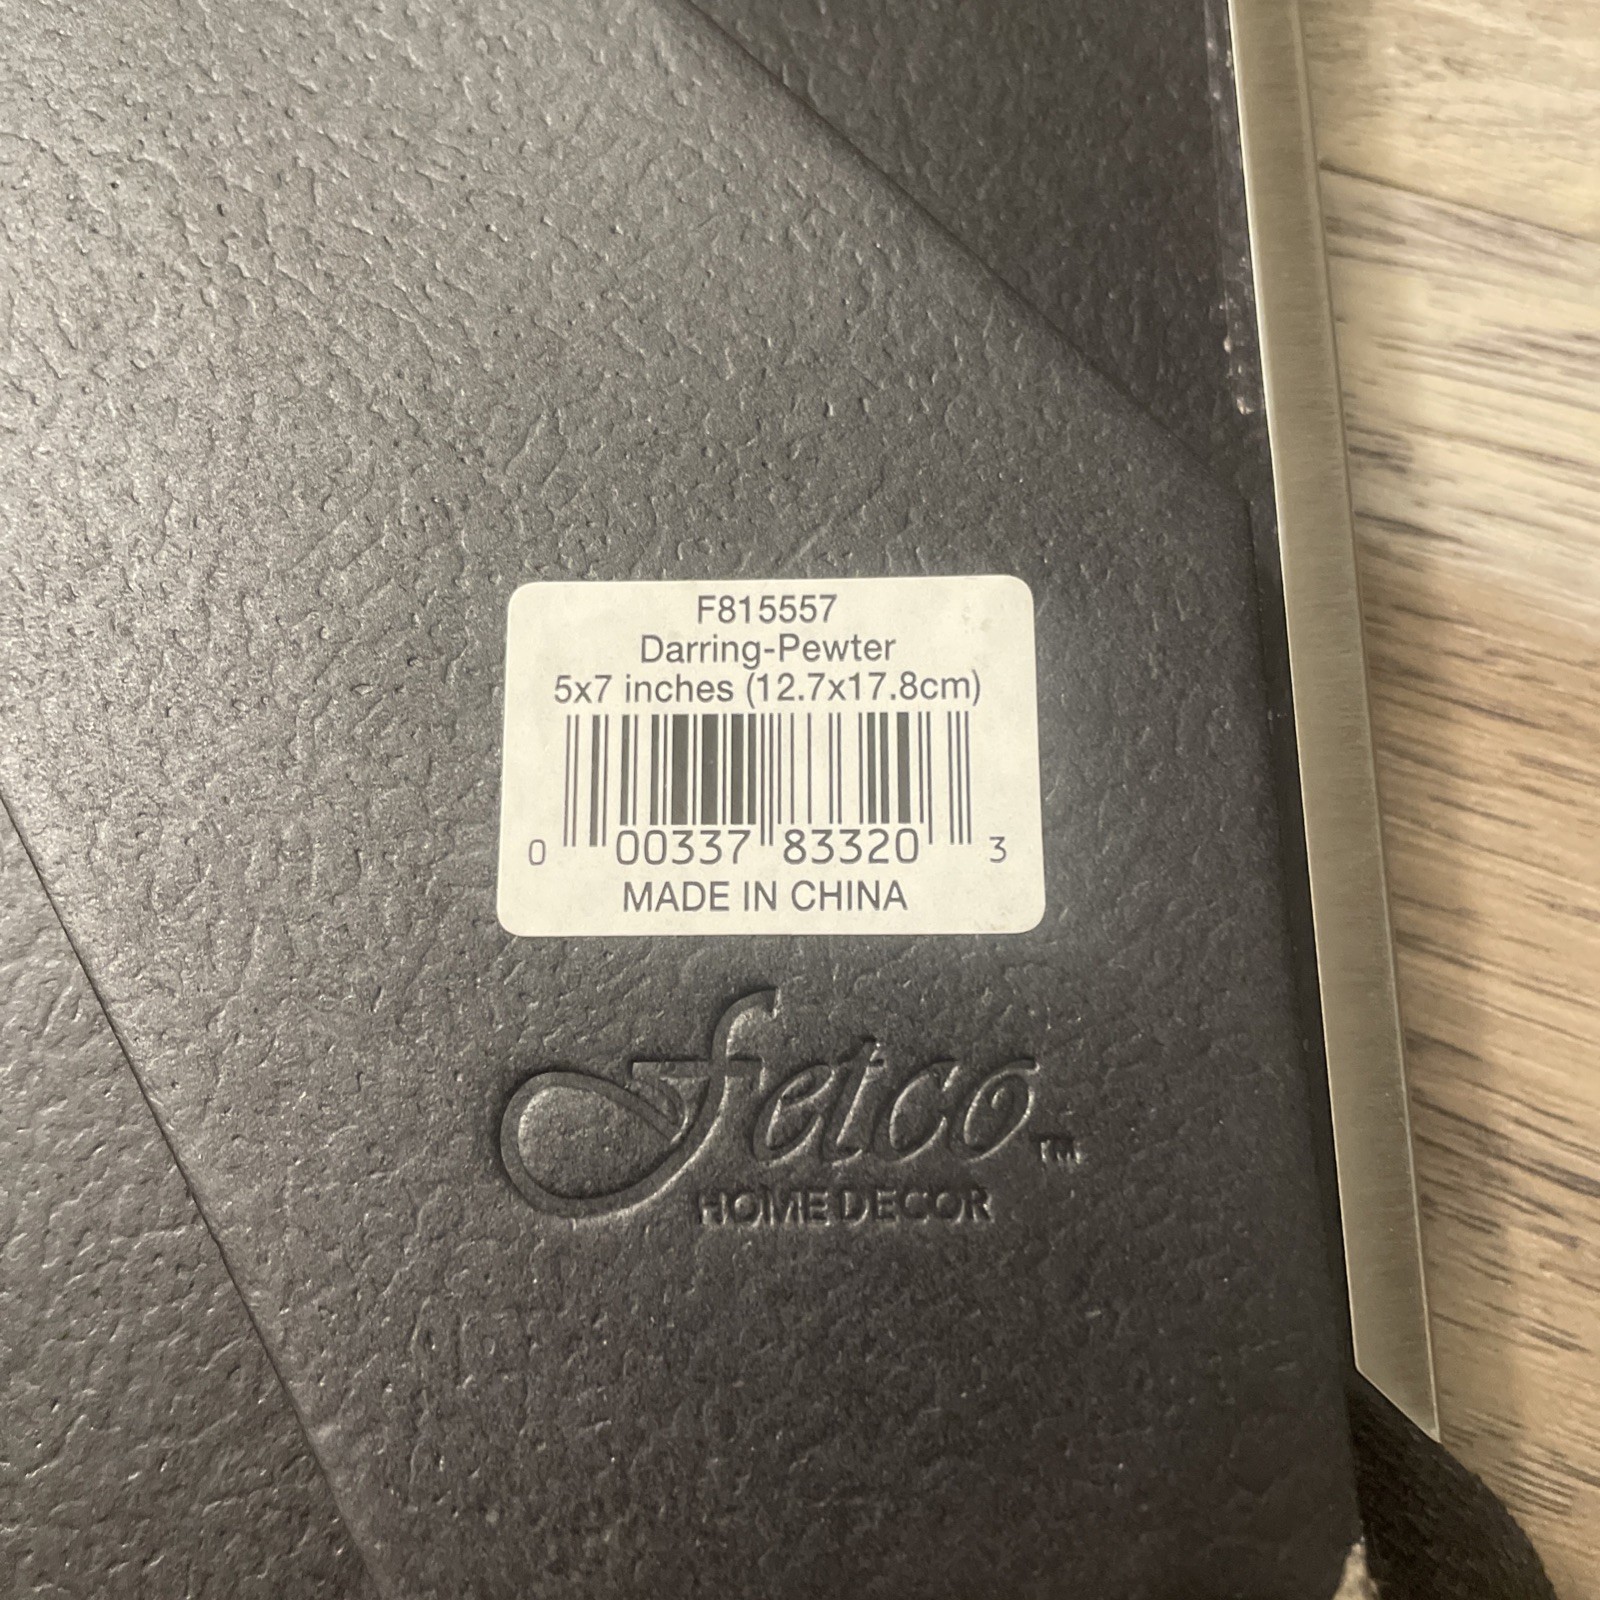 F815557
Darring-Pewter
5x7 inches (12.7x17.8cm)
0 00337 83320 3
MADE IN CHINA
fetco TM
HOME DECOR